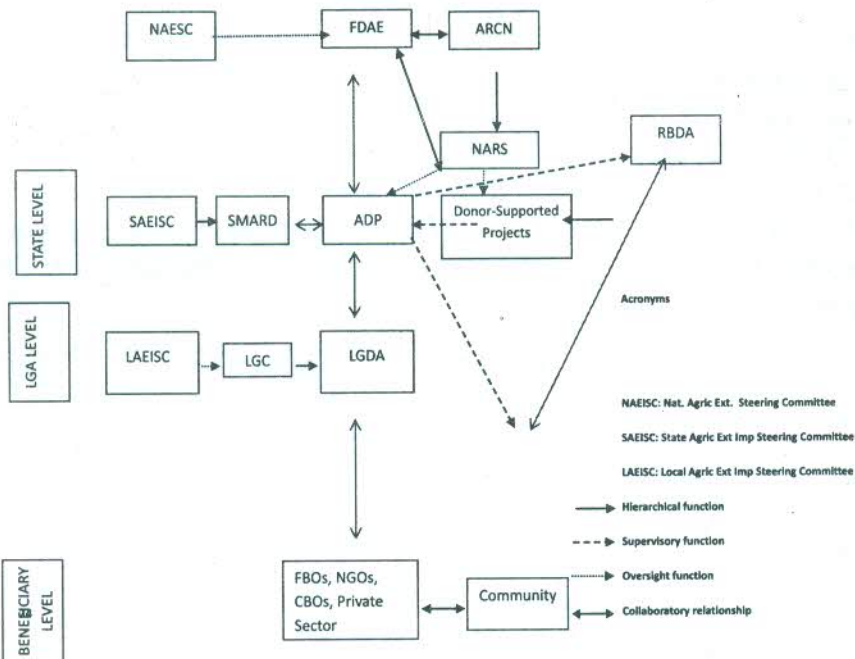 NAESC
FDAE
ARCN
NARS
RBDA
STATE LEVEL
SAEISC
SMARD
ADP
Donor-Supported
Projects
Acronyms
LGA LEVEL
LAEISC
LGC
LGDA
NAEISC: Nat. Agric Ext. Steering Committee
SAEISC: State Agric Ext Imp Steering Committee
LAEISC: Local Agric Ext Imp Steering Committee
Hierarchical function
Supervisory function
Oversight function
Collaboratory relationship
BENEFICIARY
LEVEL
FBOs, NGOs,
CBOs, Private
Sector
Community